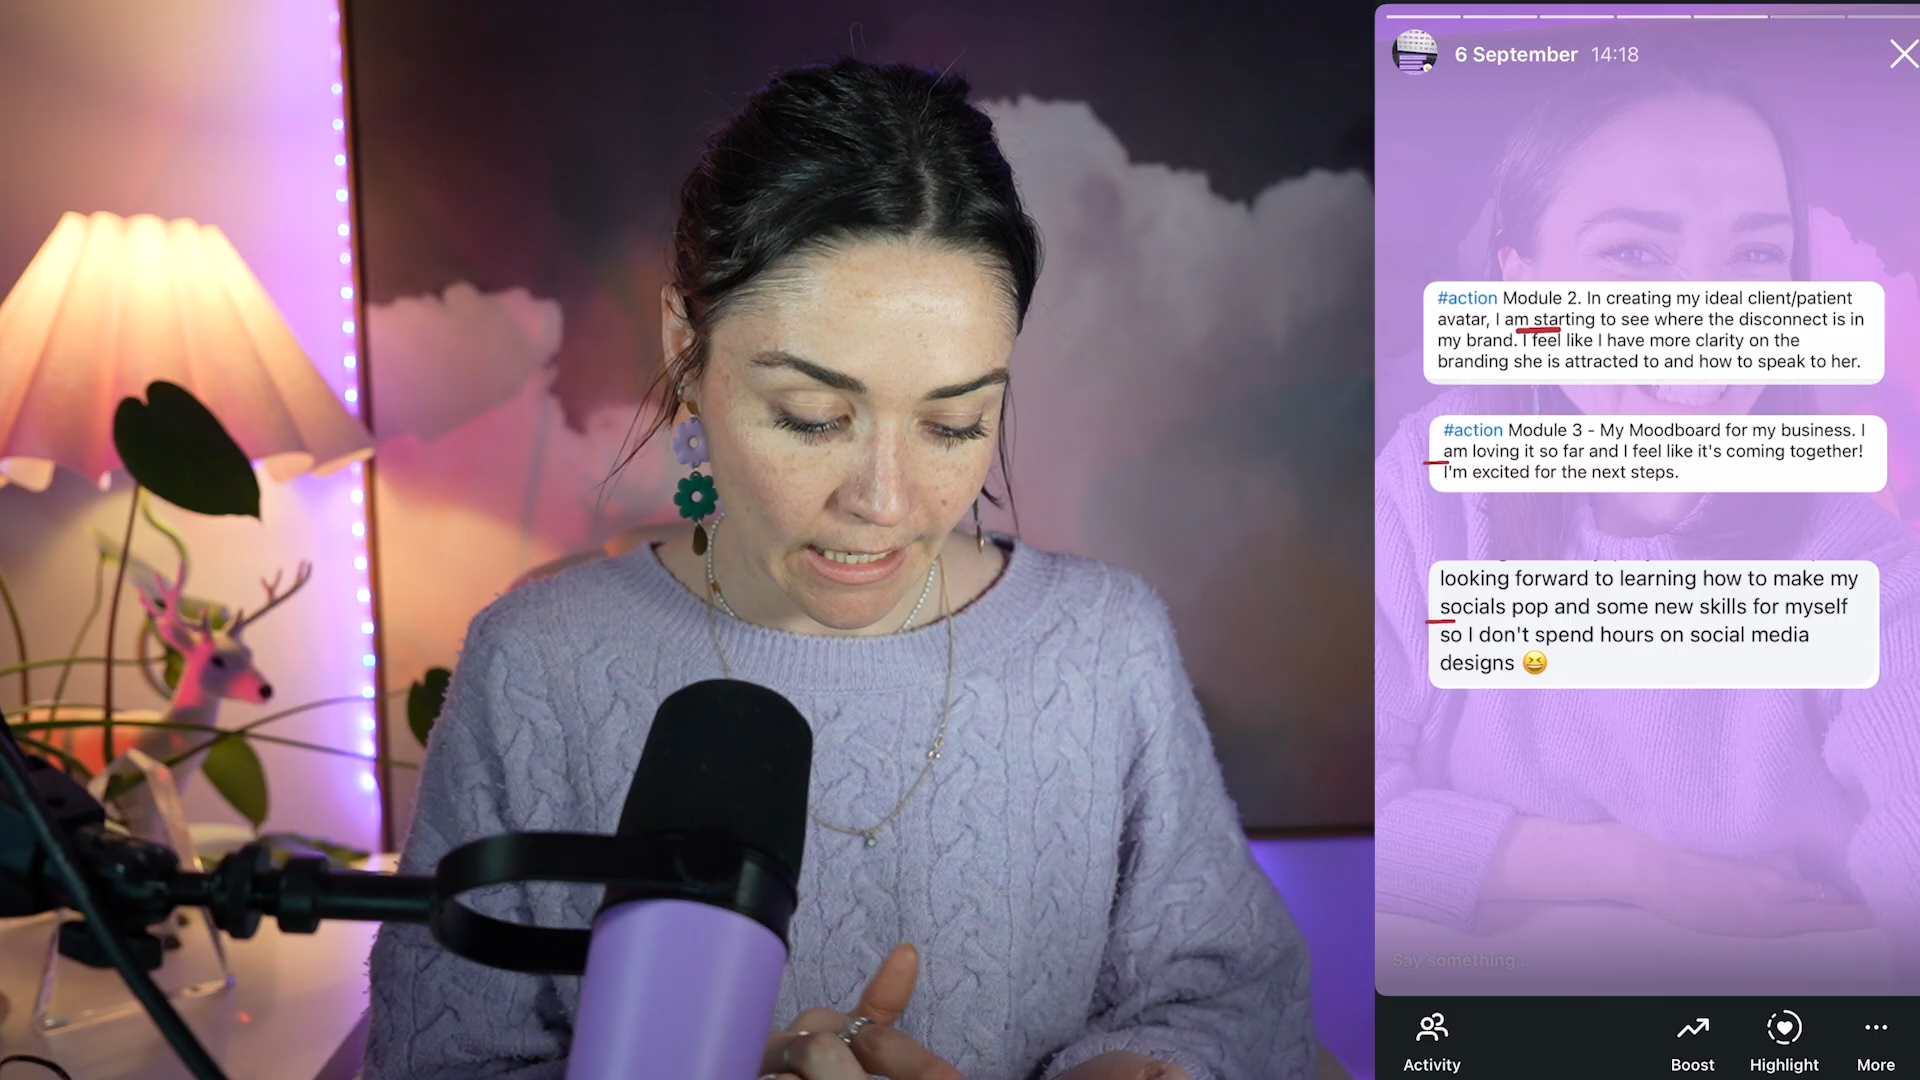 6 September 14:18
#action Module 2. In creating my ideal client/patient
avatar, I am starting to see where the disconnect is in
my brand. I feel like I have more clarity on the
branding she is attracted to and how to speak to her.
#action Module 3 - My Moodboard for my business. I
am loving it so far and I feel like it's coming together!
I'm excited for the next steps.
looking forward to learning how to make my
socials pop and some new skills for myself
so I don't spend hours on social media
designs 😆
Say something...
Activity
Boost
Highlight
More